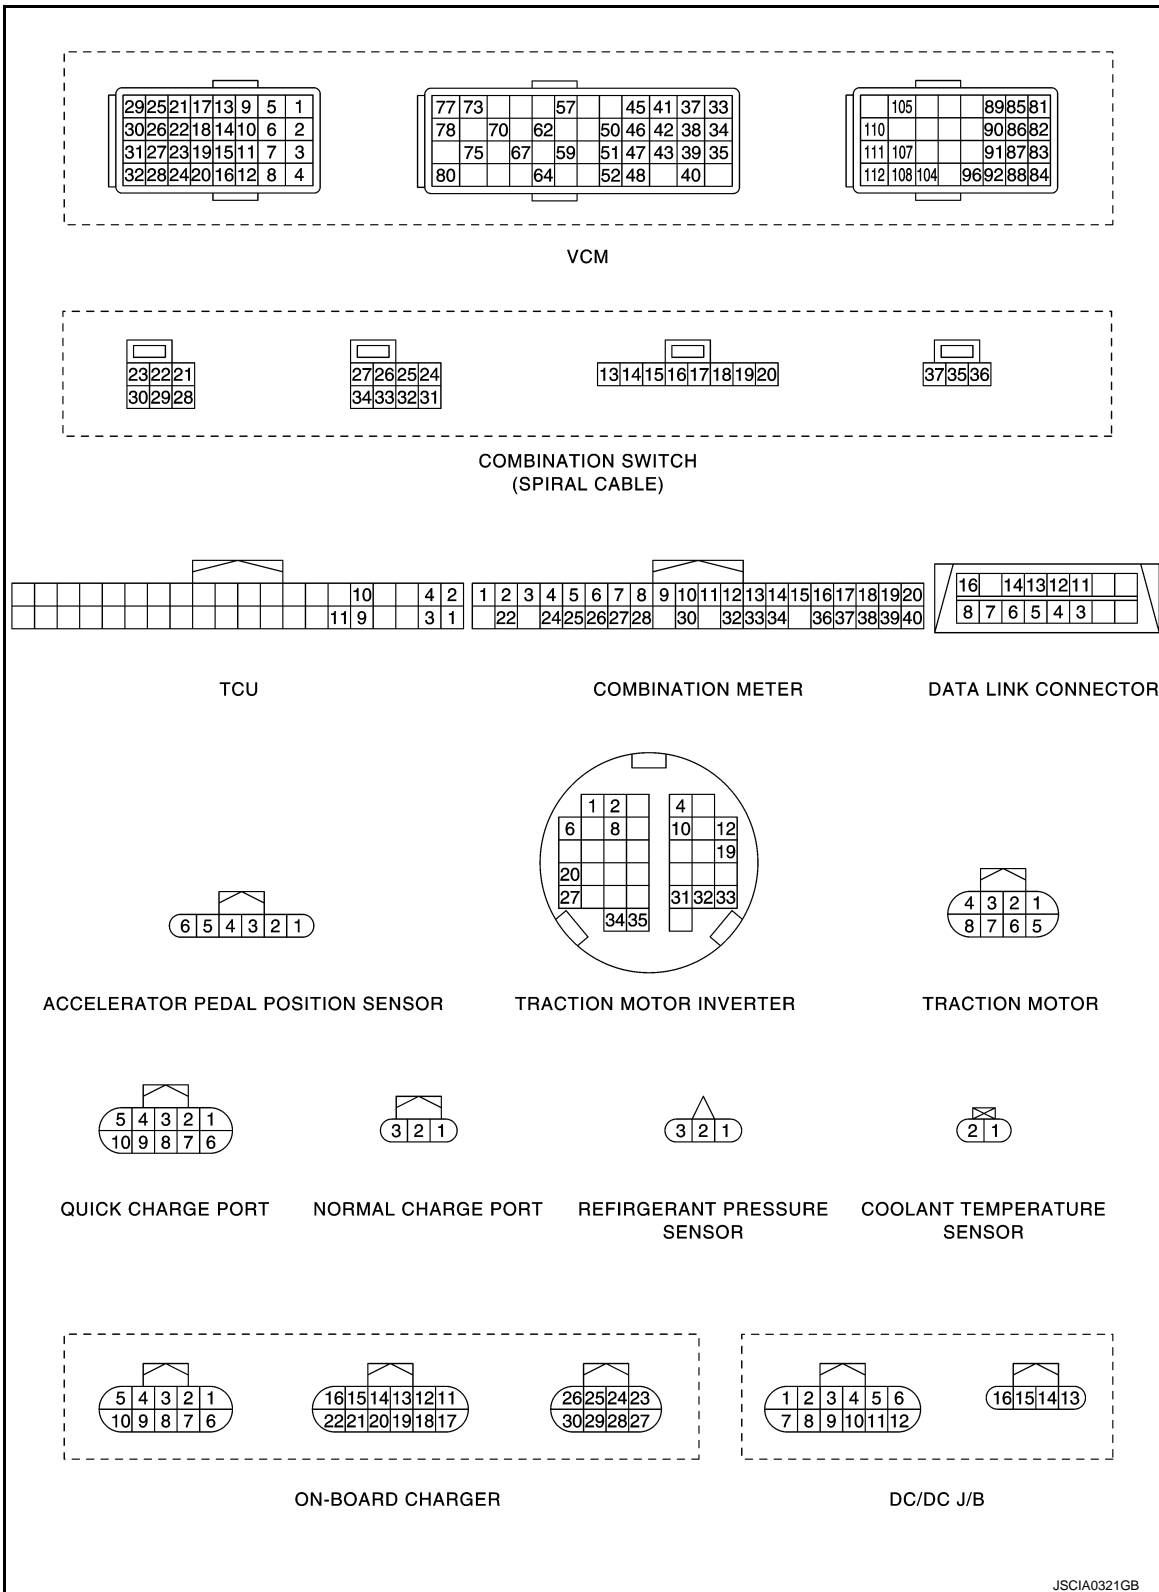 29 25 21 17 13 9 5 1
30 26 22 18 14 10 6 2
31 27 23 19 15 11 7 3
32 28 24 20 16 12 8 4
77 73 57 45 41 37 33
78 70 62 50 46 42 38 34
75 67 59 51 47 43 39 35
80 64 52 48 40
105 89 85 81
110 90 86 82
111 107 91 87 83
112 108 104 96 92 88 84
VCM
23 22 21
30 29 28
27 26 25 24
34 33 32 31
13 14 15 16 17 18 19 20
37 35 36
COMBINATION SWITCH
(SPIRAL CABLE)
10 4 2
11 9 3 1
TCU
1 2 3 4 5 6 7 8 9 10 11 12 13 14 15 16 17 18 19 20
22 24 25 26 27 28 30 32 33 34 36 37 38 39 40
COMBINATION METER
16 14 13 12 11
8 7 6 5 4 3
DATA LINK CONNECTOR
6 5 4 3 2 1
ACCELERATOR PEDAL POSITION SENSOR
1 2 4
6 8 10 12
19
20
27 31 32 33
34 35
TRACTION MOTOR INVERTER
4 3 2 1
8 7 6 5
TRACTION MOTOR
5 4 3 2 1
10 9 8 7 6
QUICK CHARGE PORT
3 2 1
NORMAL CHARGE PORT
3 2 1
REFIRGERANT PRESSURE
SENSOR
2 1
COOLANT TEMPERATURE
SENSOR
5 4 3 2 1
10 9 8 7 6
16 15 14 13 12 11
22 21 20 19 18 17
26 25 24 23
30 29 28 27
ON-BOARD CHARGER
1 2 3 4 5 6
7 8 9 10 11 12
16 15 14 13
DC/DC J/B
JSCIA0321GB